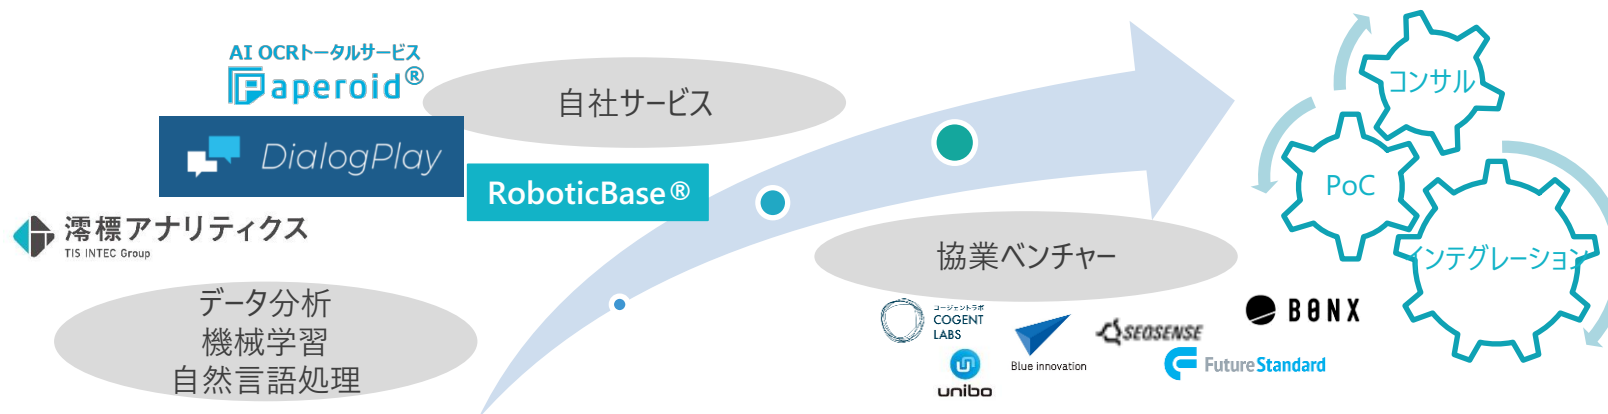 AI OCRトータルサービス
Paperoid®
自社サービス
DialogPlay
RoboticBase®
澪標アナリティクス
TIS INTEC Group
データ分析
機械学習
自然言語処理
協業ベンチャー
コージェントラボ
COGENT
LABS
unibo
Blue innovation
SEQSENSE
BONX
FutureStandard
コンサル
PoC
インテグレーション